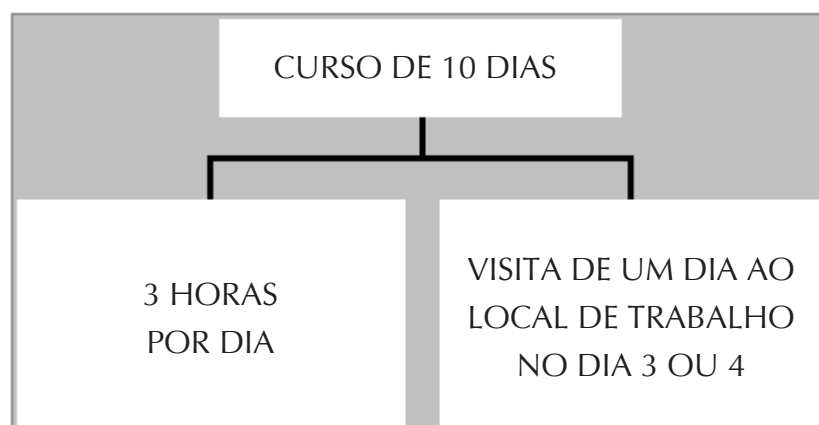 CURSO DE 10 DIAS
3 HORAS
POR DIA
VISITA DE UM DIA AO
LOCAL DE TRABALHO
NO DIA 3 OU 4